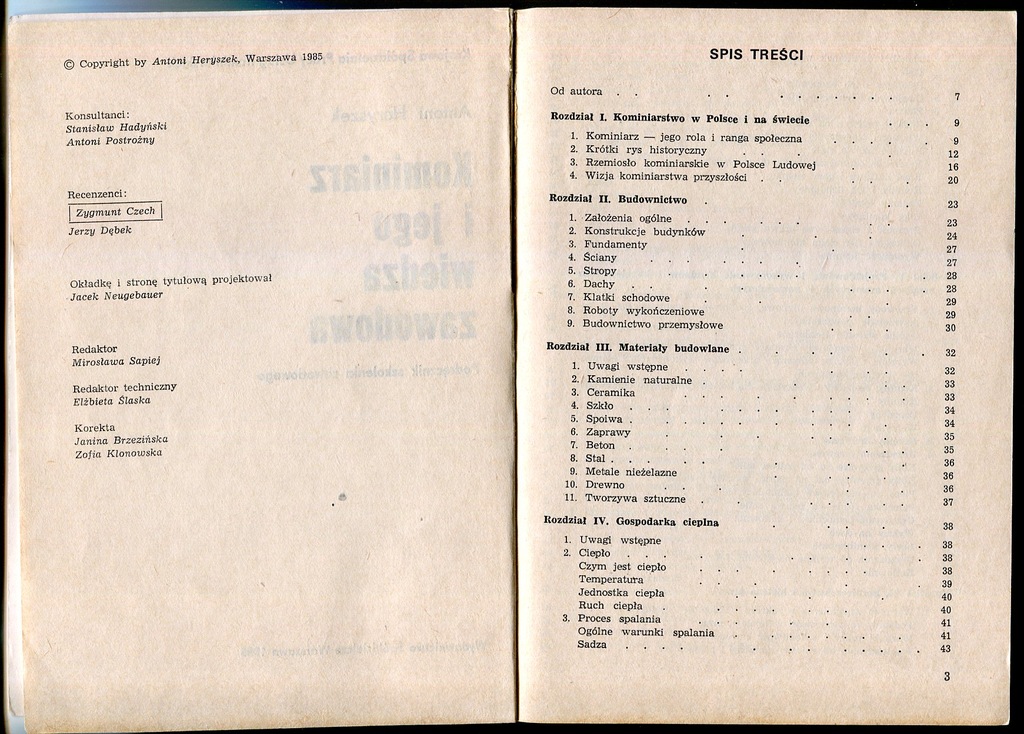 © Copyright by Antoni Heryszek, Warszawa 1985
Konsultanci:
Stanisław Hadyński
Antoni Postrożny
Recenzenci:
Zygmunt Czech
Jerzy Dębek
Okładkę i stronę tytułową projektował
Jacek Neugebauer
Redaktor
Mirosława Sapiej
Redaktor techniczny
Elżbieta Ślaska
Korekta
Janina Brzezińska
Zofia Klonowska
SPIS TREŚCI
Od autora . . . . . . . . . . 7
Rozdział I. Kominiarstwo w Polsce i na świecie . . . 9
1. Kominiarz — jego rola i ranga społeczna . . . . . 9
2. Krótki rys historyczny . . . . . . 12
3. Rzemiosło kominiarskie w Polsce Ludowej . . . 16
4. Wizja kominiarstwa przyszłości . . . . . 20
Rozdział II. Budownictwo . . . 23
1. Założenia ogólne . . . . . . . 23
2. Konstrukcje budynków . . . . . . 24
3. Fundamenty . . . . . . 27
4. Ściany . . . . . . . 27
5. Stropy . . . . . . . 28
6. Dachy . . . . . . . 28
7. Klatki schodowe . . . . . 29
8. Roboty wykończeniowe . . . . . 29
9. Budownictwo przemysłowe . . . 30
Rozdział III. Materiały budowlane . . . . . 32
1. Uwagi wstępne . . . . . . . 32
2. Kamienie naturalne . . . . . . . 33
3. Ceramika . . . . . . . 33
4. Szkło . . . . . . . 34
5. Spoiwa . . . . . . . 34
6. Zaprawy . . . . . . . 35
7. Beton . . . . . . . 35
8. Stal . . . . . . . 36
9. Metale nieżelazne . . . . . . 36
10. Drewno . . . . . . . 36
11. Tworzywa sztuczne . . . . . 37
Rozdział IV. Gospodarka cieplna . . . . 38
1. Uwagi wstępne . . . . . 38
2. Ciepło . . . . . . . 38
Czym jest ciepło . . . . . . . 38
Temperatura . . . . . . . 39
Jednostka ciepła . . . . 40
Ruch ciepła . . . . . 40
3. Proces spalania . . . . . . . 41
Ogólne warunki spalania . . . . . . . 41
Sadza . . . . . . . 43
3